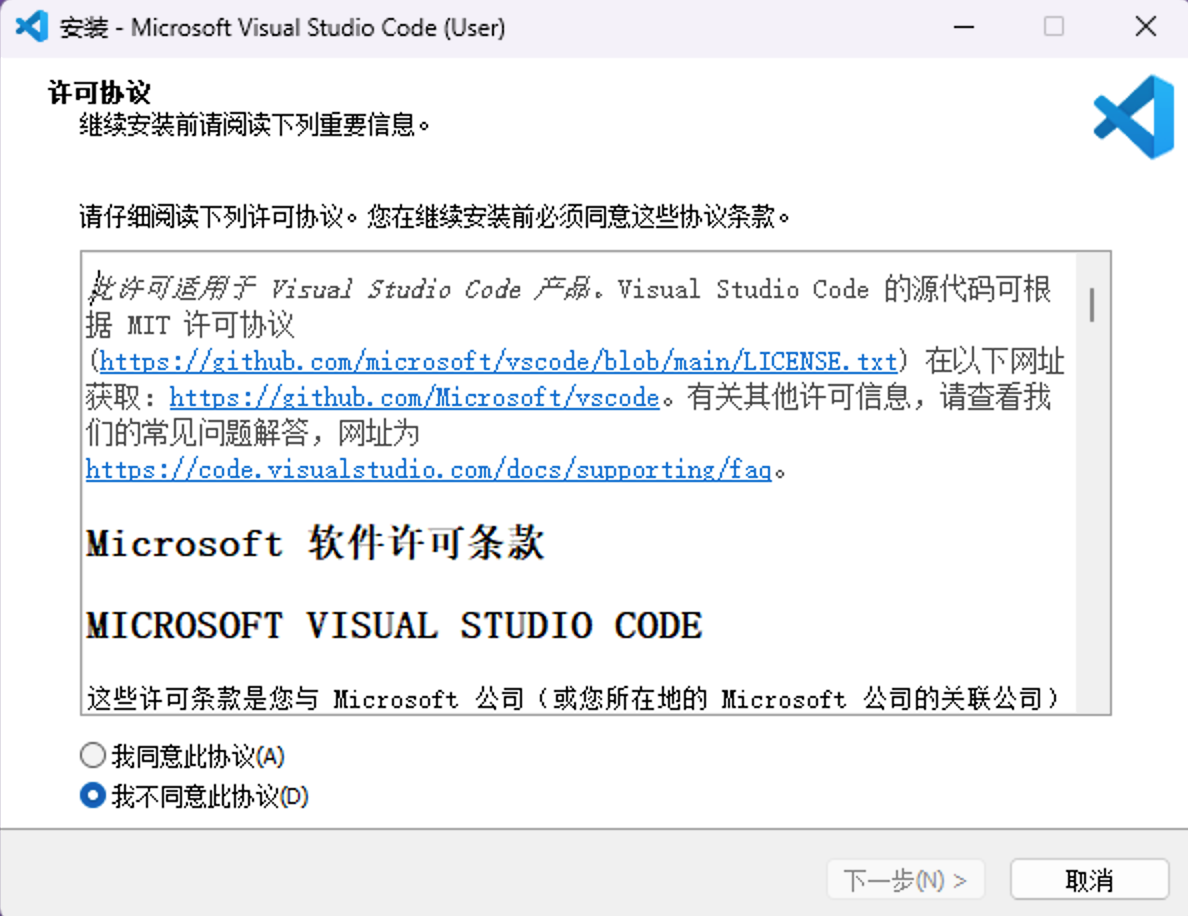 安装 - Microsoft Visual Studio Code (User)
许可协议
继续安装前请阅读下列重要信息。
请仔细阅读下列许可协议。您在继续安装前必须同意这些协议条款。
此许可适用于 Visual Studio Code 产品。Visual Studio Code 的源代码可根
据 MIT 许可协议
(https://github.com/microsoft/vscode/blob/main/LICENSE.txt) 在以下网址
获取: https://github.com/Microsoft/vscode。有关其他许可信息，请查看我
们的常见问题解答，网址为
https://code.visualstudio.com/docs/supporting/faq。
Microsoft 软件许可条款
MICROSOFT VISUAL STUDIO CODE
这些许可条款是您与 Microsoft 公司（或您所在地的 Microsoft 公司的关联公司）
我同意此协议(A)
我不同意此协议(D)
下一步(N) >
取消